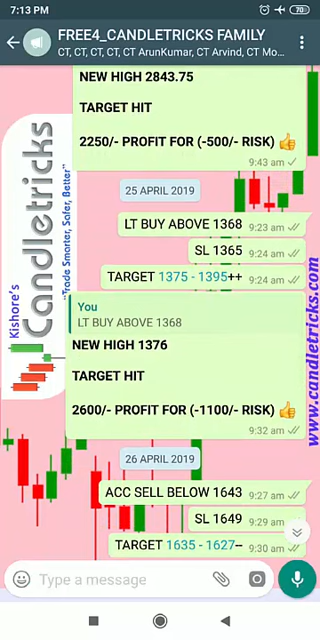 7:13 PM
70
FREE4_CANDLETRICKS FAMILY
CT, CT, CT, CT, CT ArunKumar, CT Arvind, CT Mo...
NEW HIGH 2843.75
TARGET HIT
2250/- PROFIT FOR (-500/- RISK) 👍
9:43 am
25 APRIL 2019
LT BUY ABOVE 1368
9:23 am
SL 1365
9:24 am
TARGET 1375 - 1395++
9:24 am
You
LT BUY ABOVE 1368
NEW HIGH 1376
TARGET HIT
2600/- PROFIT FOR (-1100/- RISK) 👍
9:32 am
26 APRIL 2019
ACC SELL BELOW 1643
9:27 am
SL 1649
9:29 am
TARGET 1635 - 1627--
9:30 am
Type a message
Kishore's
Candletricks
"Trade Smarter, Safer, Better"
www.candletricks.com